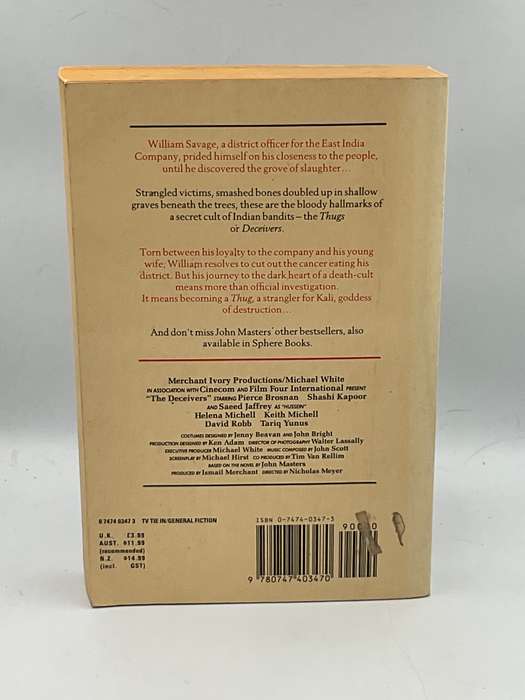 William Savage, a district officer for the East India
Company, prided himself on his closeness to the people,
until he discovered the grove of slaughter...
Strangled victims, smashed bones doubled up in shallow
graves beneath the trees, these are the bloody hallmarks of
a secret cult of Indian bandits – the Thugs
or Deceivers.
Torn between his loyalty to the company and his young
wife, William resolves to cut out the cancer eating his
district. But his journey to the dark heart of a death-cult
means more than official investigation.
It means becoming a Thug, a strangler for Kali, goddess
of destruction...
And don't miss John Masters' other bestsellers, also
available in Sphere Books.
Merchant Ivory Productions/Michael White
IN ASSOCIATION WITH Cinecom AND Film Four International PRESENT
"The Deceivers" STARRING Pierce Brosnan Shashi Kapoor
AND Saeed Jaffrey AS "HUSSEIN"
Helena Michell Keith Michell
David Robb Tariq Yunus
COSTUMES DESIGNED BY Jenny Beavan AND John Bright
PRODUCTION DESIGNED BY Ken Adam DIRECTOR OF PHOTOGRAPHY Walter Lassally
EXECUTIVE PRODUCER Michael White MUSIC COMPOSED BY John Scott
SCREENPLAY BY Michael Hirst CO PRODUCED BY Tim Van Rellim
BASED ON THE NOVEL BY John Masters
PRODUCED BY Ismail Merchant DIRECTED BY Nicholas Meyer
0 7474 0347 3 TV TIE IN/GENERAL FICTION
U.K. £3.99
AUST. $11.99
(recommended)
N.Z. $14.99
(incl. GST)
ISBN 0-7474-0347-3
9 780747 403470